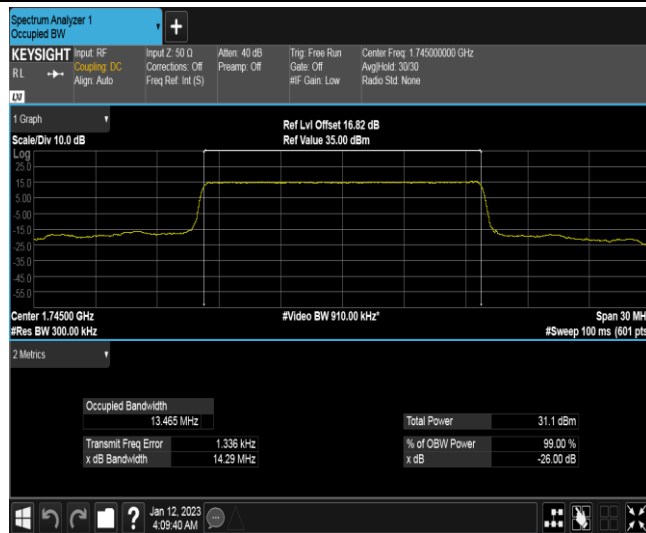 Spectrum Analyzer 1
Occupied BW
+
KEYSIGHT
RL
LXI
Input: RF
Coupling: DC
Align: Auto
Input Z: 50 Ω
Corrections: Off
Freq Ref: Int (S)
Atten: 40 dB
Preamp: Off
Trig: Free Run
Gate: Off
#IF Gain: Low
Center Freq: 1.745000000 GHz
Avg|Hold: 30/30
Radio Std: None
1 Graph
Scale/Div 10.0 dB
Ref Lvl Offset 16.82 dB
Ref Value 35.00 dBm
Log
25.0
15.0
5.00
-5.00
-15.0
-25.0
-35.0
-45.0
-55.0
Center 1.74500 GHz
#Res BW 300.00 kHz
#Video BW 910.00 kHz*
Span 30 MH
#Sweep 100 ms (601 pts
2 Metrics
Occupied Bandwidth
13.465 MHz
Total Power 31.1 dBm
Transmit Freq Error 1.336 kHz
% of OBW Power 99.00 %
x dB Bandwidth 14.29 MHz
x dB -26.00 dB
?
Jan 12, 2023
4:09:40 AM